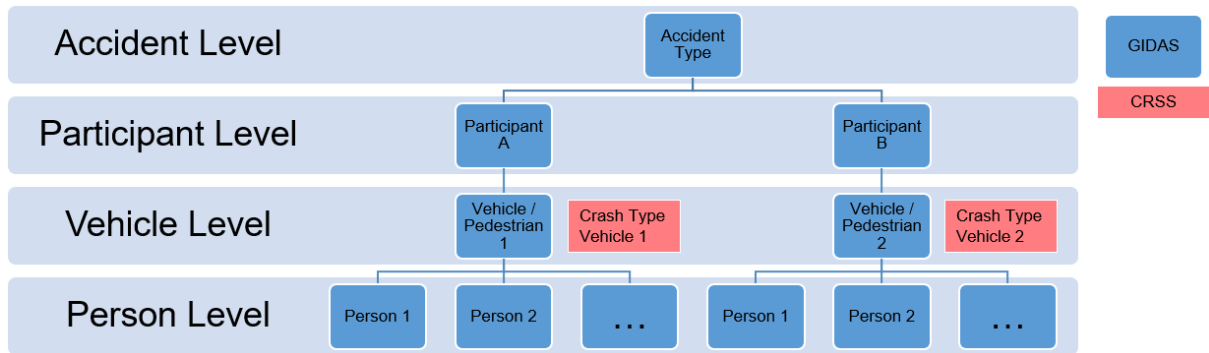 Accident Level
Accident
Type
GIDAS
CRSS
Participant Level
Participant
A
Participant
B
Vehicle Level
Vehicle /
Pedestrian
1
Crash Type
Vehicle 1
Vehicle /
Pedestrian
2
Crash Type
Vehicle 2
Person Level
Person 1
Person 2
...
Person 1
Person 2
...